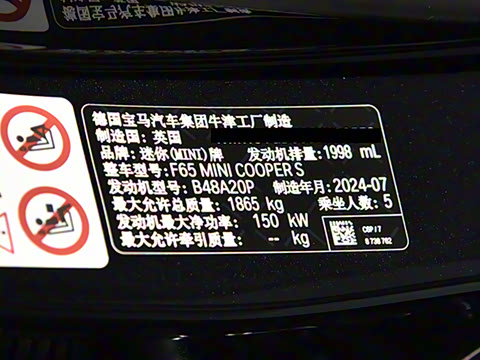 德国宝马汽车集团牛津工厂制造
制造国: 英国
品牌: 迷你(MINI)牌 发动机排量:1998 mL
整车型号: F65 MINI COOPER S
发动机型号: B48A20P 制造年月: 2024-07
最大允许总质量: 1865 kg 乘坐人数: 5
发动机最大净功率: 150 kW
最大允许牵引质量: -- kg